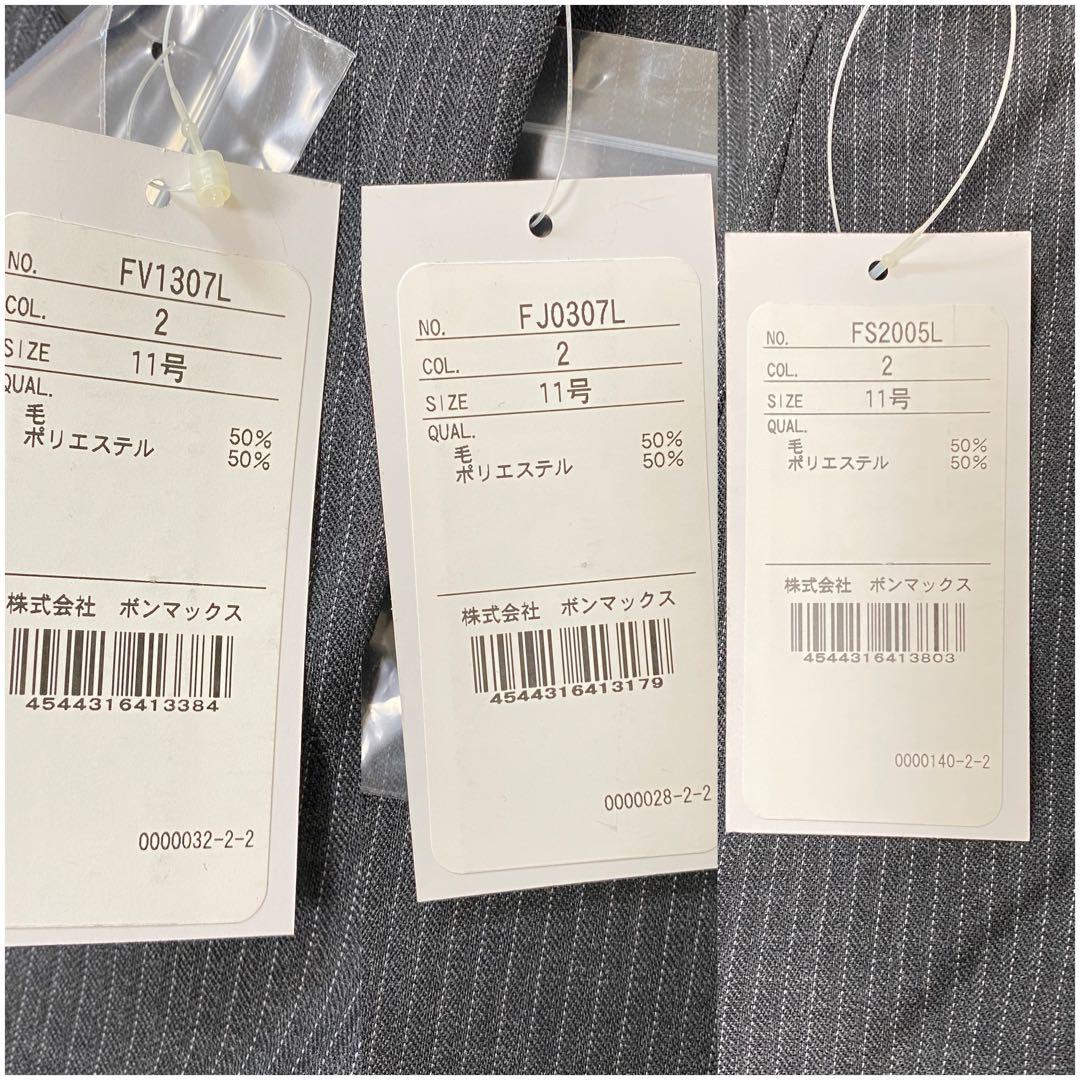 NO. FV1307L
COL. 2
SIZE 11号
QUAL.
毛 50%
ポリエステル 50%
株式会社 ボンマックス
4544316413384
0000032-2-2
NO. FJ0307L
COL. 2
SIZE 11号
QUAL.
毛 50%
ポリエステル 50%
株式会社 ボンマックス
4544316413179
0000028-2-2
NO. FS2005L
COL. 2
SIZE 11号
QUAL.
毛 50%
ポリエステル 50%
株式会社 ボンマックス
4544316413803
0000140-2-2